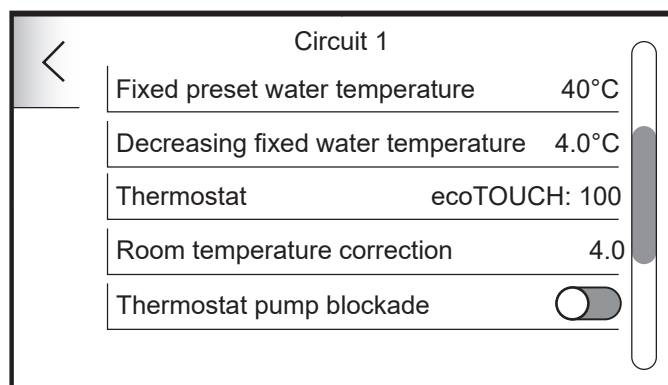 Circuit 1
Fixed preset water temperature 40°C
Decreasing fixed water temperature 4.0°C
Thermostat ecoTOUCH: 100
Room temperature correction 4.0
Thermostat pump blockade